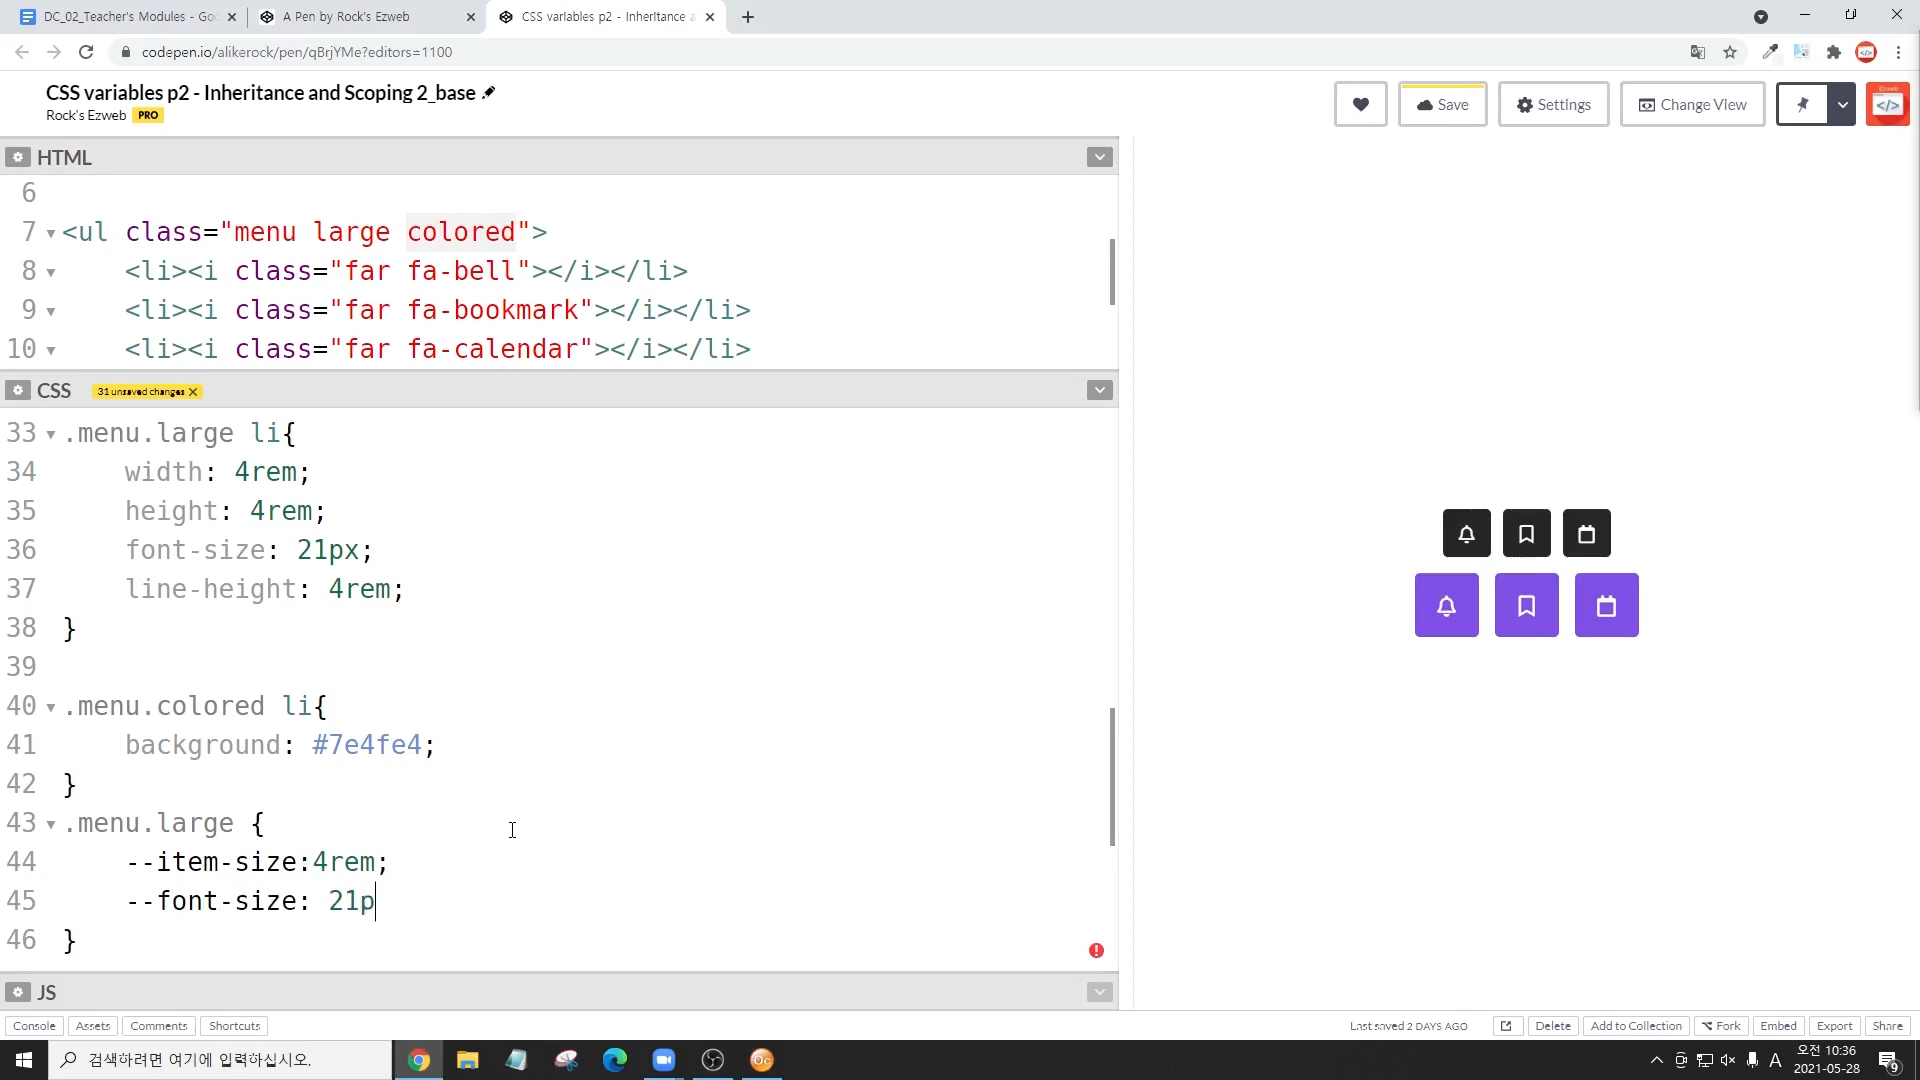 DC_02_Teacher's Modules - Goo
A Pen by Rock's Ezweb
CSS variables p2 - Inheritance a
codepen.io/alikerock/pen/qBrjYMe?editors=1100
CSS variables p2 - Inheritance and Scoping 2_base
Rock's Ezweb PRO
Save
Settings
Change View
HTML
6
7 <ul class="menu large colored">
8 <li><i class="far fa-bell"></i></li>
9 <li><i class="far fa-bookmark"></i></li>
10 <li><i class="far fa-calendar"></i></li>
CSS 31 unsaved changes X
33 .menu.large li{
34 width: 4rem;
35 height: 4rem;
36 font-size: 21px;
37 line-height: 4rem;
38 }
39
40 .menu.colored li{
41 background: #7e4fe4;
42 }
43 .menu.large {
44 --item-size:4rem;
45 --font-size: 21p
46 }
JS
Console Assets Comments Shortcuts
Last saved 2 DAYS AGO Delete Add to Collection Fork Embed Export Share
검색하려면 여기에 입력하십시오.
A
오전 10:36
2021-05-28
9